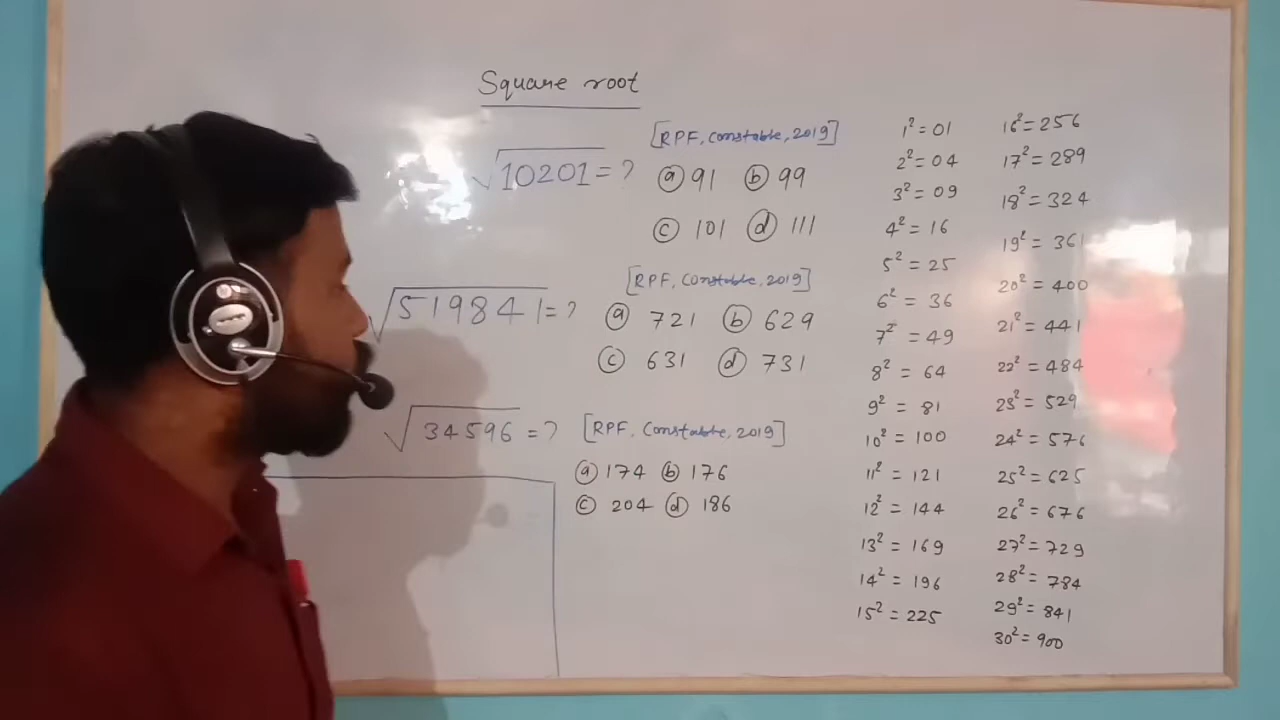 Square root
√10201 = ?
[RPF, Constable, 2019]
ⓐ 91 ⓑ 99
ⓒ 101 ⓓ 111
√519841 = ?
[RPF, Constable, 2019]
ⓐ 721 ⓑ 629
ⓒ 631 ⓓ 731
√34596 = ? [RPF, Constable, 2019]
ⓐ 174 ⓑ 176
ⓒ 204 ⓓ 186
1² = 01
2² = 04
3² = 09
4² = 16
5² = 25
6² = 36
7² = 49
8² = 64
9² = 81
10² = 100
11² = 121
12² = 144
13² = 169
14² = 196
15² = 225
16² = 256
17² = 289
18² = 324
19² = 361
20² = 400
21² = 441
22² = 484
23² = 529
24² = 576
25² = 625
26² = 676
27² = 729
28² = 784
29² = 841
30² = 900